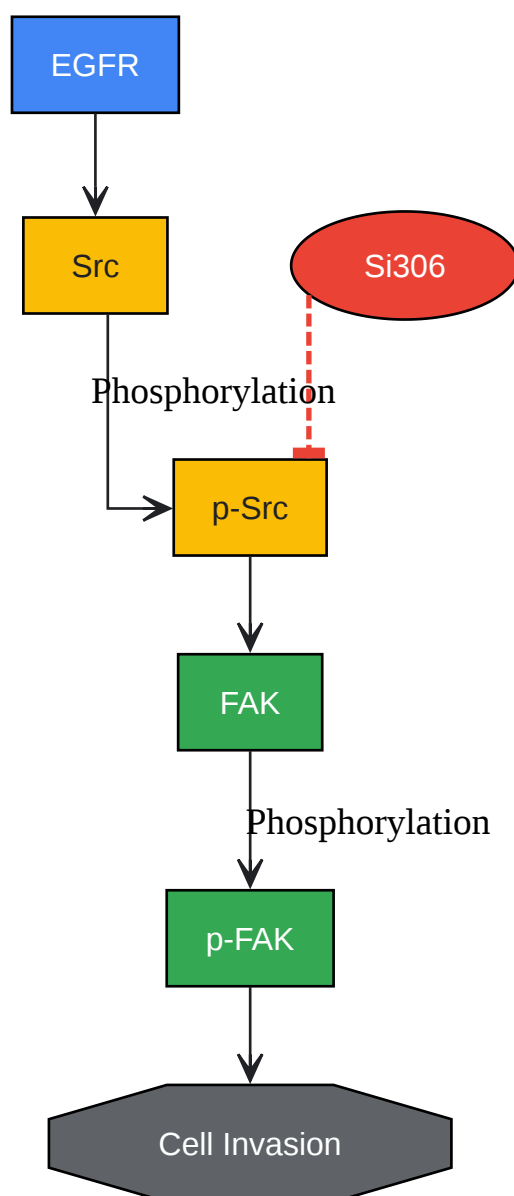 EGFR
Src
Si306
Phosphorylation
p-Src
FAK
Phosphorylation
p-FAK
Cell Invasion